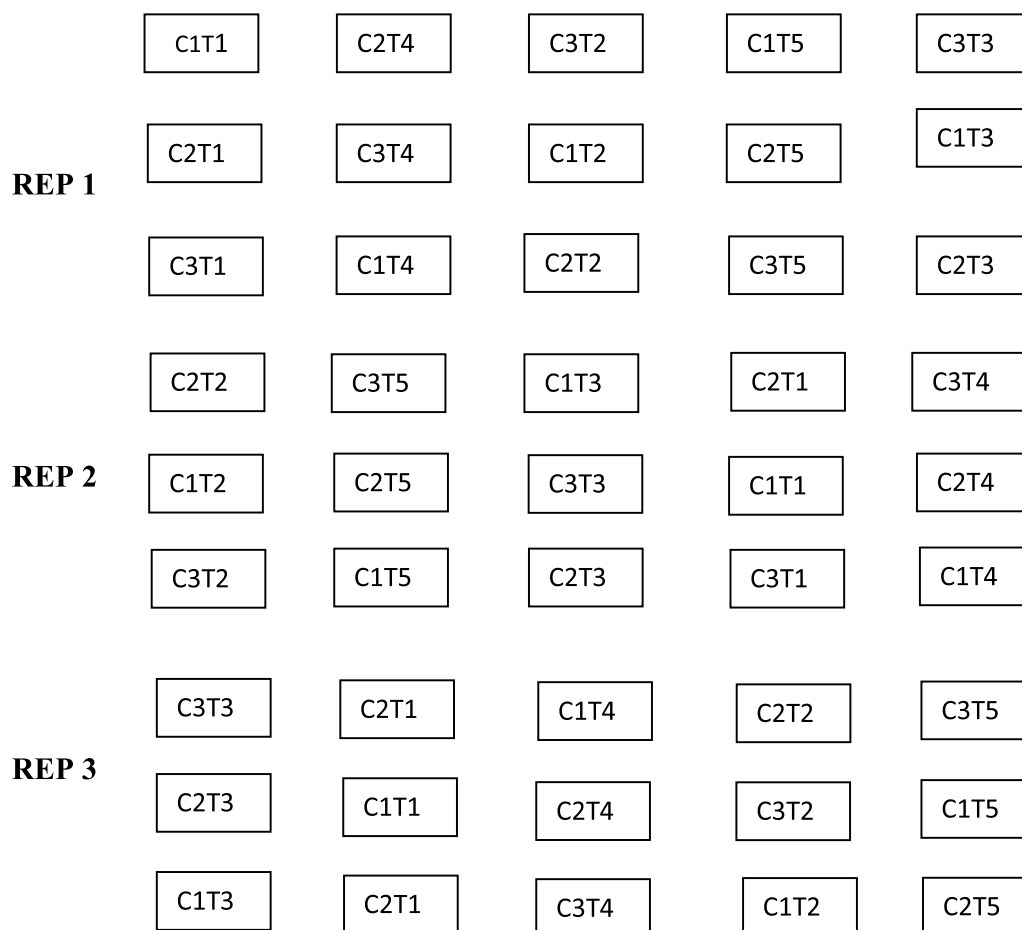 C1T1 C2T4 C3T2 C1T5 C3T3
C2T1 C3T4 C1T2 C2T5 C1T3
REP 1
C3T1 C1T4 C2T2 C3T5 C2T3
C2T2 C3T5 C1T3 C2T1 C3T4
REP 2 C1T2 C2T5 C3T3 C1T1 C2T4
C3T2 C1T5 C2T3 C3T1 C1T4
C3T3 C2T1 C1T4 C2T2 C3T5
REP 3
C2T3 C1T1 C2T4 C3T2 C1T5
C1T3 C2T1 C3T4 C1T2 C2T5